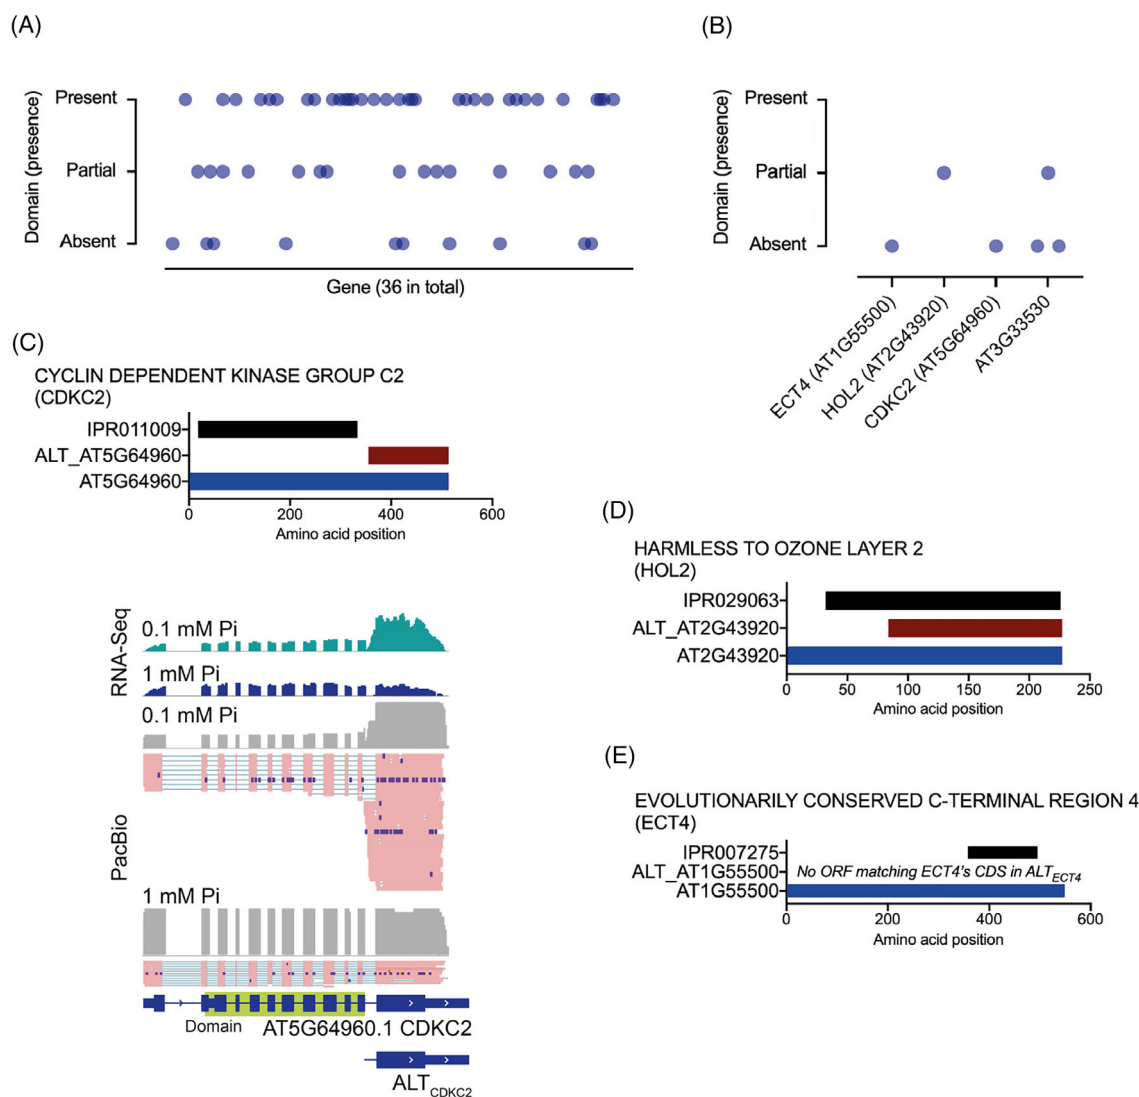 (A)
Domain (presence)
Present
Partial
Absent
Gene (36 in total)
(B)
Domain (presence)
Present
Partial
Absent
ECT4 (AT1G55500)
HOL2 (AT2G43920)
CDKC2 (AT5G64960)
AT3G33530
(C)
CYCLIN DEPENDENT KINASE GROUP C2
(CDKC2)
IPR011009
ALT_AT5G64960
AT5G64960
0 200 400 600
Amino acid position
RNA-Seq
0.1 mM Pi
1 mM Pi
PacBio
0.1 mM Pi
1 mM Pi
Domain AT5G64960.1 CDKC2
ALT CDKC2
(D)
HARMLESS TO OZONE LAYER 2
(HOL2)
IPR029063
ALT_AT2G43920
AT2G43920
0 50 100 150 200 250
Amino acid position
(E)
EVOLUTIONARILY CONSERVED C-TERMINAL REGION 4
(ECT4)
IPR007275
ALT_AT1G55500 No ORF matching ECT4's CDS in ALT ECT4
AT1G55500
0 200 400 600
Amino acid position